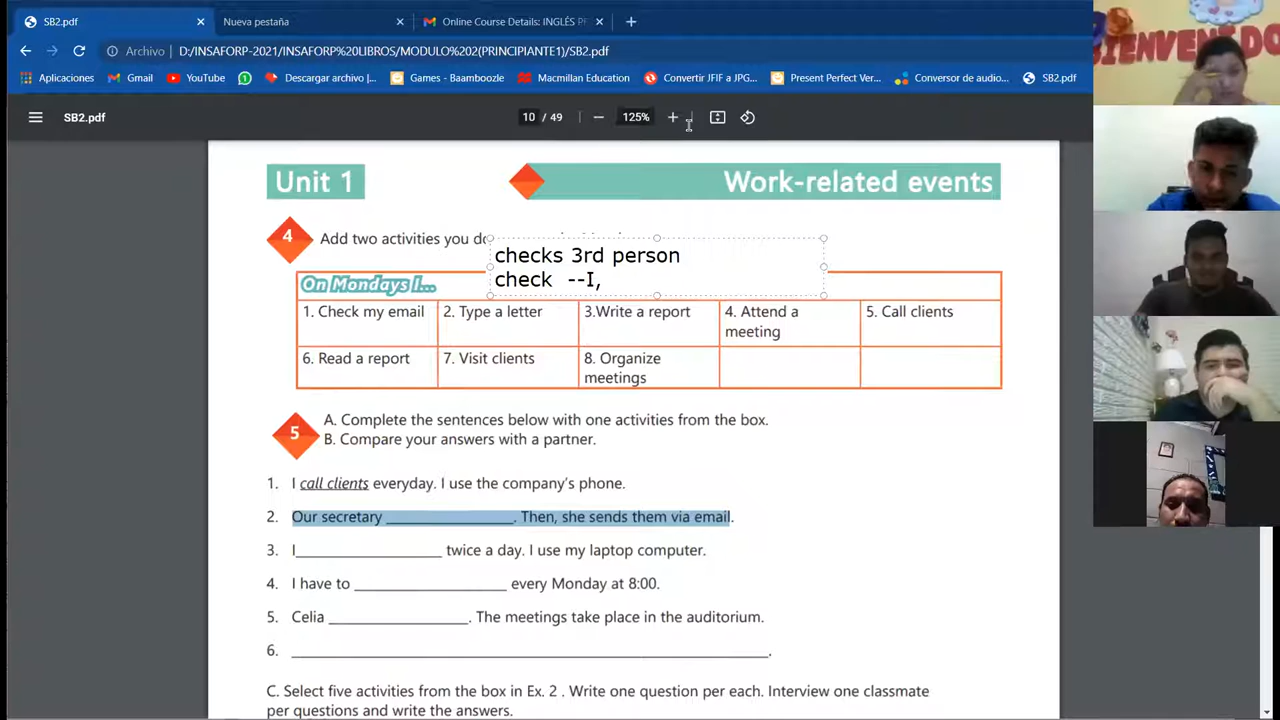 SB2.pdf
Nueva pestaña
Online Course Details: INGLÉS PR
Archivo
D:/INSAFORP-2021/INSAFORP%20LIBROS/MODULO%202(PRINCIPIANTE1)/SB2.pdf
Aplicaciones
Gmail
YouTube
Descargar archivo |...
Games - Baamboozle
Macmillan Education
Convertir JFIF a JPG...
Present Perfect Ver...
Conversor de audio...
SB2.pdf
SB2.pdf
10 / 49
125%
Unit 1
Work-related events
4
Add two activities you do
checks 3rd person
check --I,
On Mondays I...
1. Check my email
2. Type a letter
3.Write a report
4. Attend a
meeting
5. Call clients
6. Read a report
7. Visit clients
8. Organize
meetings
5
A. Complete the sentences below with one activities from the box.
B. Compare your answers with a partner.
1. I call clients everyday. I use the company's phone.
2. Our secretary ________________. Then, she sends them via email.
3. I__________________ twice a day. I use my laptop computer.
4. I have to ___________________ every Monday at 8:00.
5. Celia _________________. The meetings take place in the auditorium.
6. ____________________________________________________________.
C. Select five activities from the box in Ex. 2 . Write one question per each. Interview one classmate
per questions and write the answers.